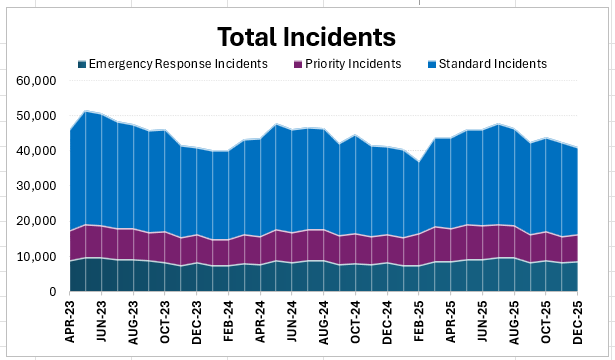 Total Incidents
Emergency Response Incidents Priority Incidents Standard Incidents
60,000
50,000
40,000
30,000
20,000
10,000
0
APR-23 JUN-23 AUG-23 OCT-23 DEC-23 FEB-24 APR-24 JUN-24 AUG-24 OCT-24 DEC-24 FEB-25 APR-25 JUN-25 AUG-25 OCT-25 DEC-25